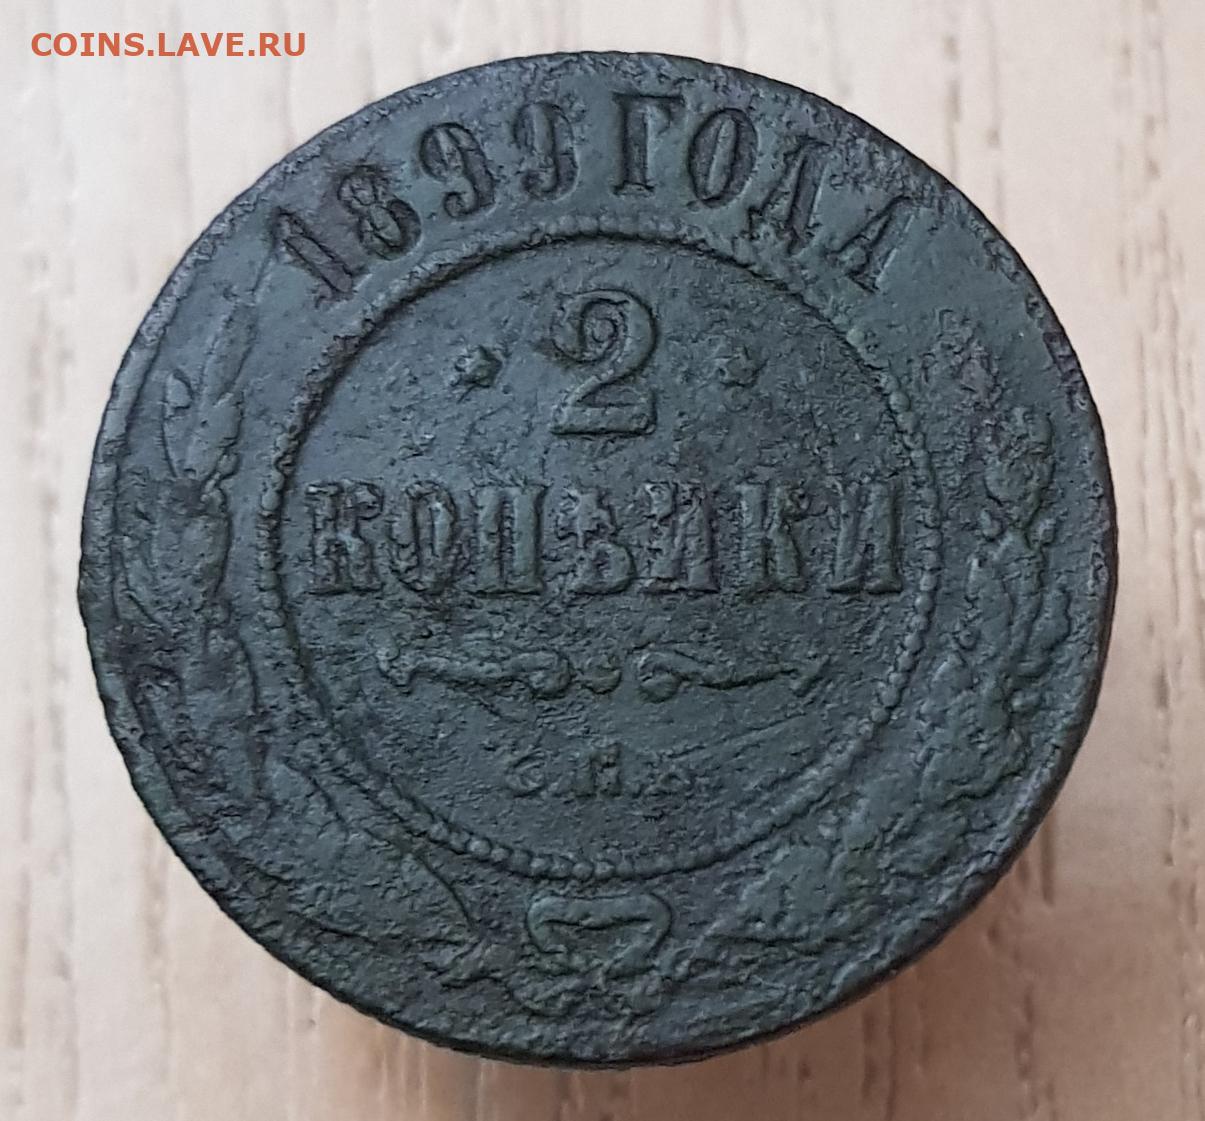 COINS.LAVE.RU
1899 ГОДА
2
КОПѢЙКИ
С.П.Б.